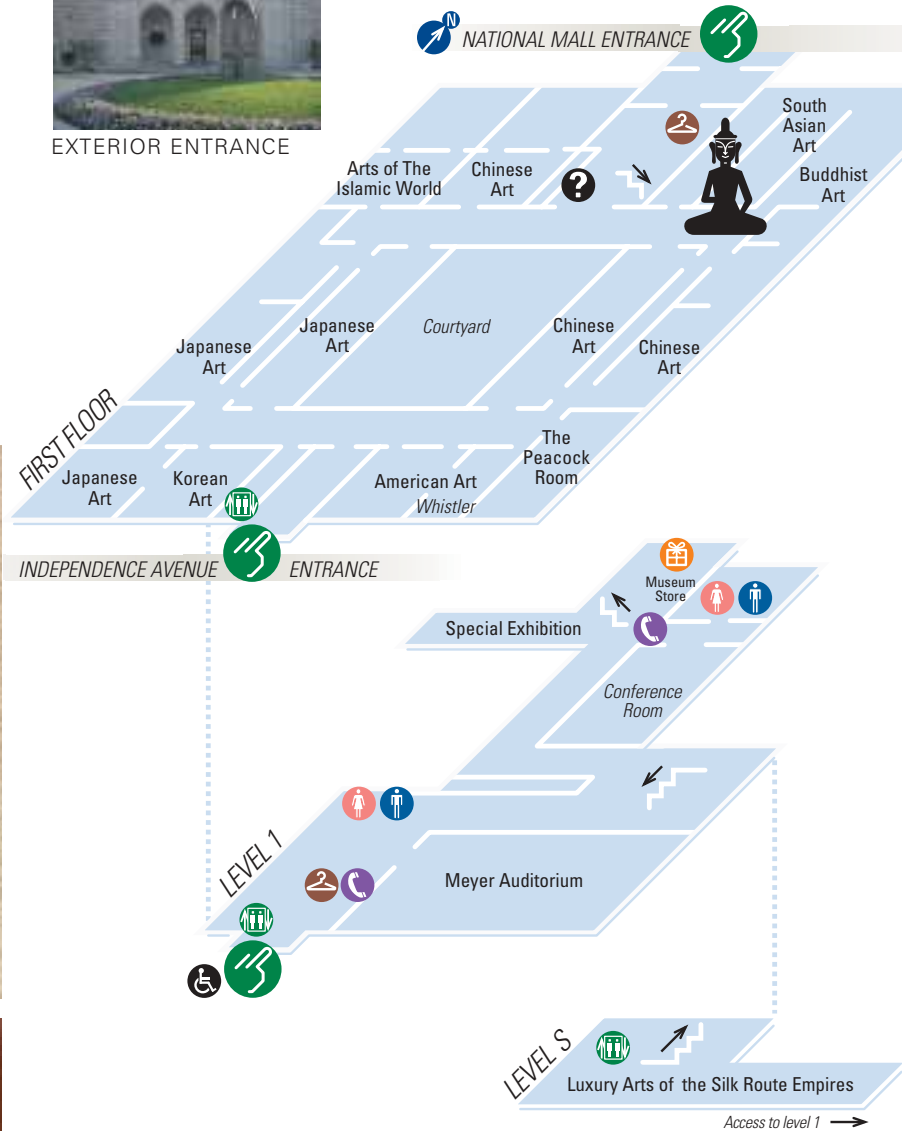 N
NATIONAL MALL ENTRANCE
EXTERIOR ENTRANCE
South
Asian
Art
Buddhist
Art
Arts of The
Islamic World
Chinese
Art
?
Japanese
Art
Japanese
Art
Courtyard
Chinese
Art
Chinese
Art
FIRST FLOOR
Japanese
Art
Korean
Art
American Art
Whistler
The
Peacock
Room
INDEPENDENCE AVENUE ENTRANCE
Museum
Store
Special Exhibition
Conference
Room
LEVEL 1
Meyer Auditorium
LEVEL S
Luxury Arts of the Silk Route Empires
Access to level 1